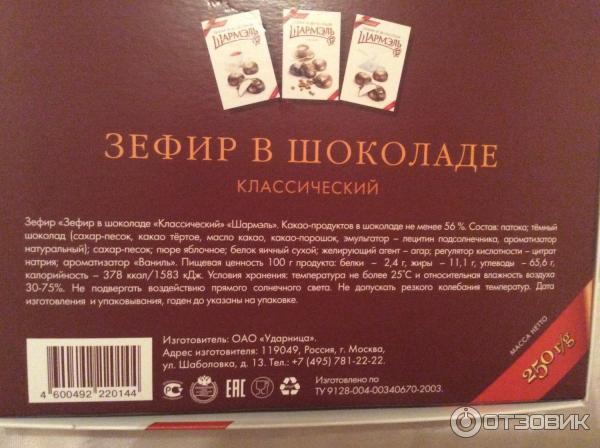 ШАРМЭЛЬ
ШАРМЭЛЬ
ШАРМЭЛЬ
ЗЕФИР В ШОКОЛАДЕ
КЛАССИЧЕСКИЙ
Зефир «Зефир в шоколаде «Классический» «Шармэль». Какао-продуктов в шоколаде не менее 56 %. Состав: патока; тёмный
шоколад (сахар-песок, какао тёртое, масло какао, какао-порошок, эмульгатор – лецитин подсолнечника, ароматизатор
натуральный); сахар-песок; пюре яблочное; белок яичный сухой; желирующий агент – агар; регулятор кислотности – цитрат
натрия; ароматизатор «Ваниль». Пищевая ценность 100 г продукта: белки – 2,4 г, жиры - 11,1 г, углеводы – 65,6 г,
калорийность – 378 ккал/1583 кДж. Условия хранения: температура не более 25°С и относительная влажность воздуха
30-75%. Не подвергать воздействию прямого солнечного света. Не допускать резкого колебания температур. Дата
изготовления и упаковывания, годен до указаны на упаковке.
Изготовитель: ОАО «Ударница».
Адрес изготовителя: 119049, Россия, г. Москва,
ул. Шаболовка, д. 13. Тел.: +7 (495) 781-22-22.
МАССА НЕТТО
250 г/g
4 600492 220144
EAC
Изготовлено по
ТУ 9128-004-00340670-2003.
ОТЗОВИК